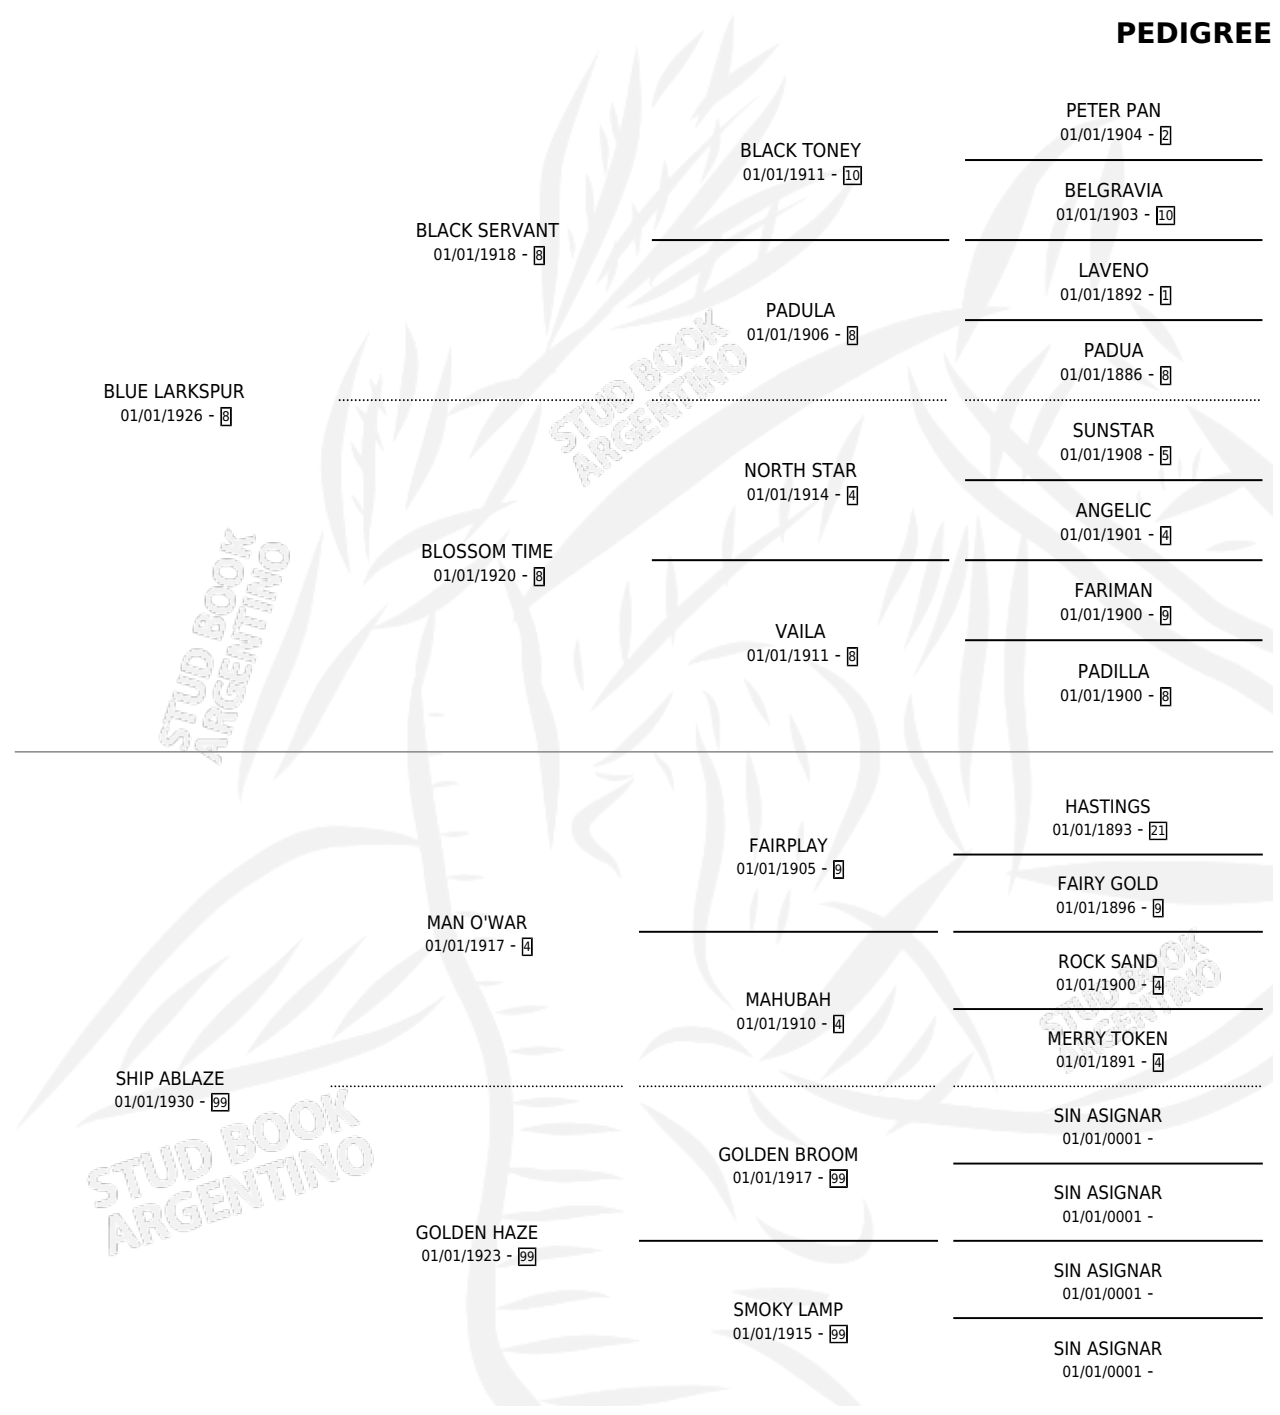 PEDIGREE
PETER PAN
01/01/1904 - 2
BLACK TONEY
01/01/1911 - 10
BELGRAVIA
01/01/1903 - 10
BLACK SERVANT
01/01/1918 - 8
LAVENO
01/01/1892 - 1
PADULA
01/01/1906 - 8
PADUA
01/01/1886 - 8
BLUE LARKSPUR
01/01/1926 - 8
SUNSTAR
01/01/1908 - 5
NORTH STAR
01/01/1914 - 4
ANGELIC
01/01/1901 - 4
BLOSSOM TIME
01/01/1920 - 8
FARIMAN
01/01/1900 - 9
VAILA
01/01/1911 - 8
PADILLA
01/01/1900 - 8
HASTINGS
01/01/1893 - 21
FAIRPLAY
01/01/1905 - 9
FAIRY GOLD
01/01/1896 - 9
MAN O'WAR
01/01/1917 - 4
ROCK SAND
01/01/1900 - 4
MAHUBAH
01/01/1910 - 4
MERRY TOKEN
01/01/1891 - 4
SHIP ABLAZE
01/01/1930 - 99
SIN ASIGNAR
01/01/0001 -
GOLDEN BROOM
01/01/1917 - 99
SIN ASIGNAR
01/01/0001 -
GOLDEN HAZE
01/01/1923 - 99
SIN ASIGNAR
01/01/0001 -
SMOKY LAMP
01/01/1915 - 99
SIN ASIGNAR
01/01/0001 -
STUD BOOK
ARGENTINO
STUD BOOK
ARGENTINO
STUD BOOK
ARGENTINO
STUD BOOK
ARGENTINO